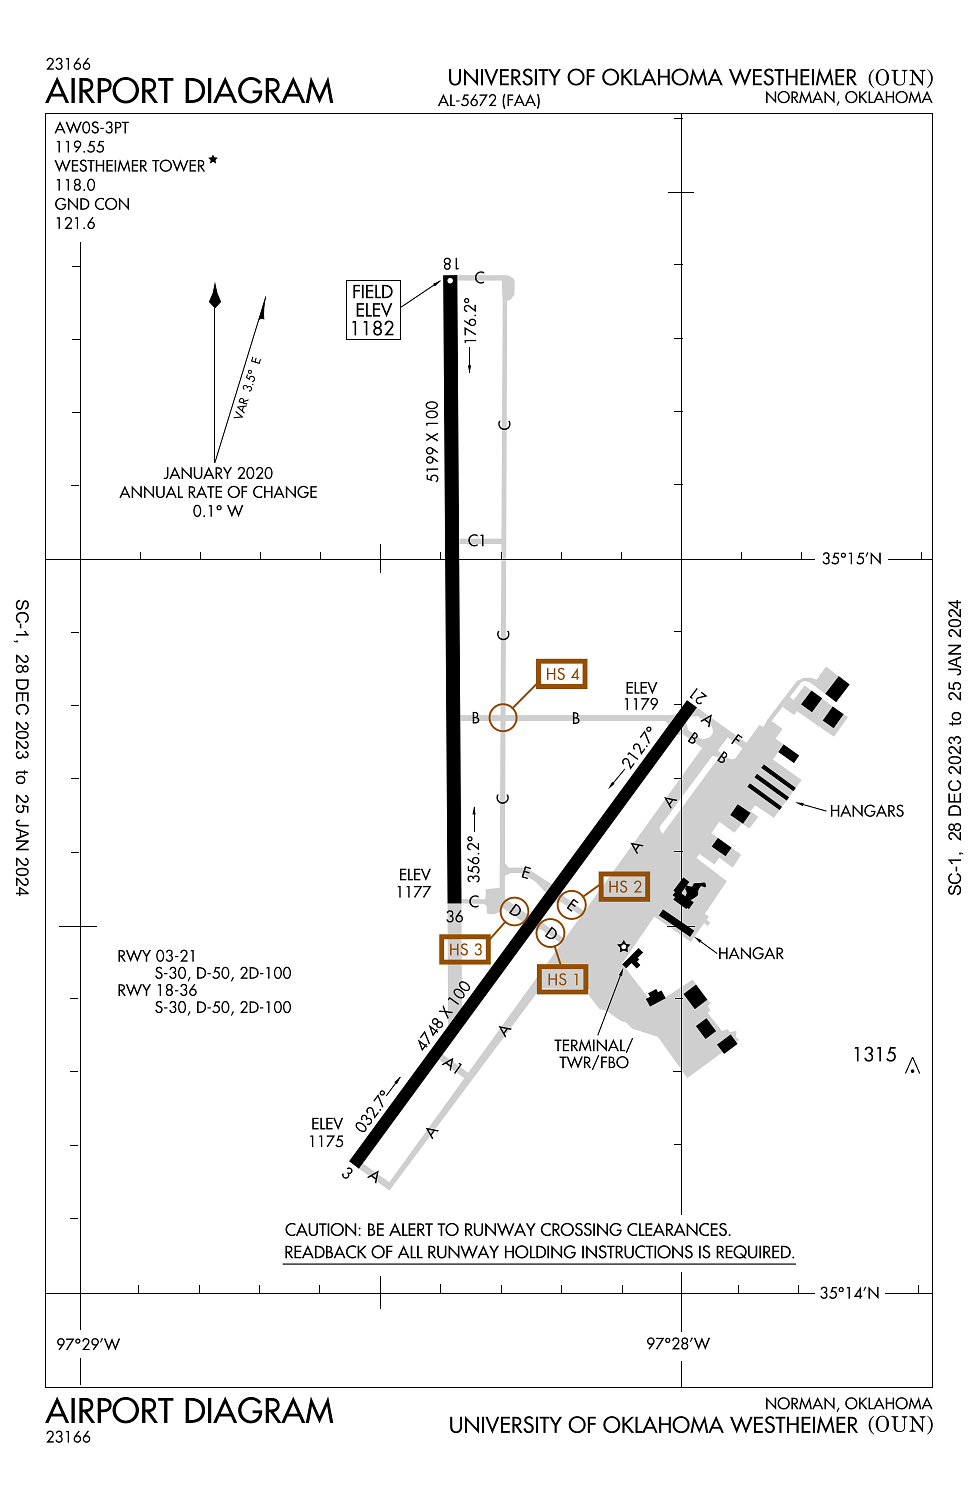 23166
AIRPORT DIAGRAM
UNIVERSITY OF OKLAHOMA WESTHEIMER (OUN)
AL-5672 (FAA)
NORMAN, OKLAHOMA
AWOS-3PT
119.55
WESTHEIMER TOWER
118.0
GND CON
121.6
18
C
FIELD
ELEV
1182
176.2°
VAR 3.5° E
JANUARY 2020
ANNUAL RATE OF CHANGE
0.1° W
5199 X 100
C
C1
35°15'N
SC-1, 28 DEC 2023 to 25 JAN 2024
SC-1, 28 DEC 2023 to 25 JAN 2024
C
HS 4
ELEV
1179
21
B
B
A
F
B
B
212.7°
C
A
HANGARS
A
356.2°
ELEV
1177
E
HS 2
C
36
D
E
D
HS 3
HS 1
HANGAR
RWY 03-21
S-30, D-50, 2D-100
RWY 18-36
S-30, D-50, 2D-100
4748 X 100
A
TERMINAL/
TWR/FBO
1315
A1
032.7°
ELEV
1175
A
3
A
CAUTION: BE ALERT TO RUNWAY CROSSING CLEARANCES.
READBACK OF ALL RUNWAY HOLDING INSTRUCTIONS IS REQUIRED.
35°14'N
97°29'W
97°28'W
AIRPORT DIAGRAM
23166
NORMAN, OKLAHOMA
UNIVERSITY OF OKLAHOMA WESTHEIMER (OUN)